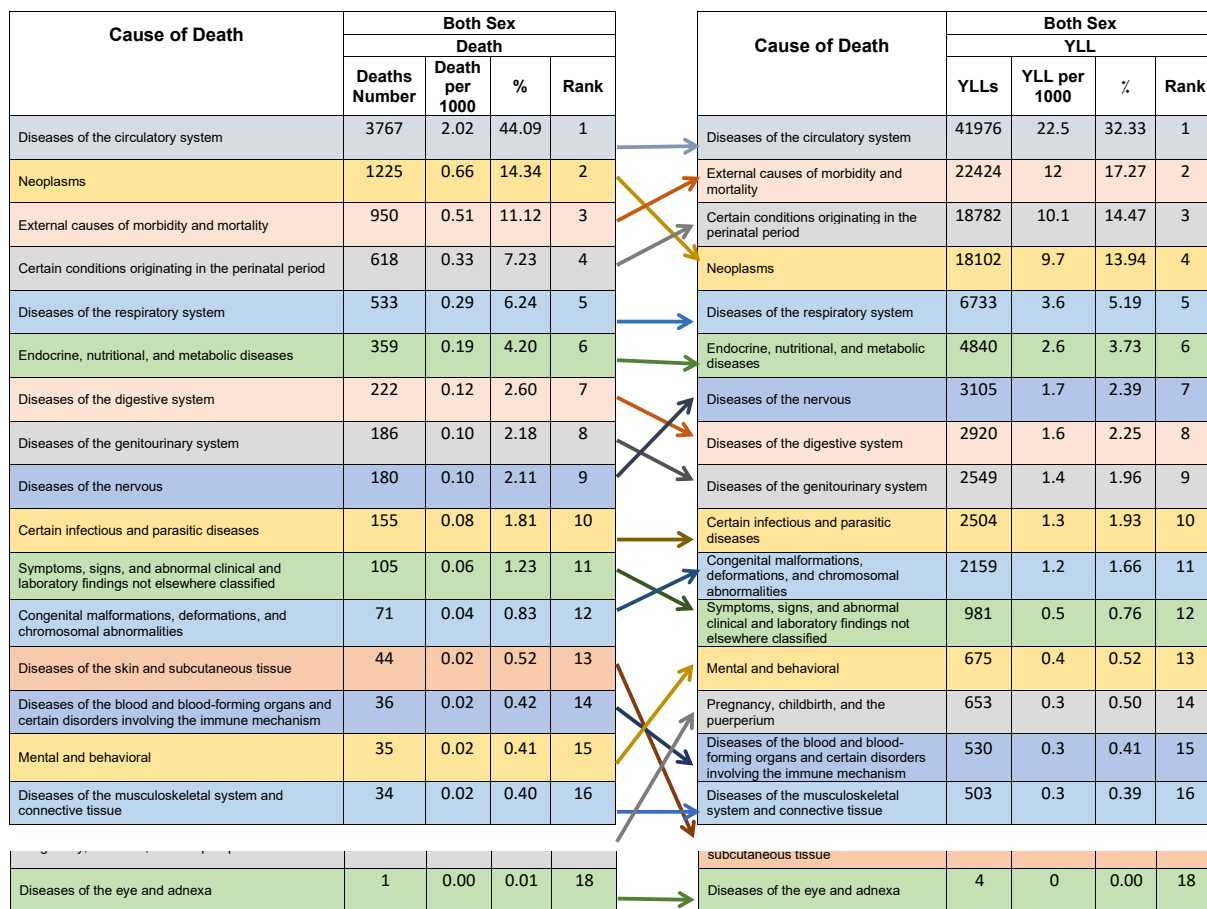 Cause of Death
Both Sex
Death
Deaths Number
Death per 1000
%
Rank
Diseases of the circulatory system 3767 2.02 44.09 1
Neoplasms 1225 0.66 14.34 2
External causes of morbidity and mortality 950 0.51 11.12 3
Certain conditions originating in the perinatal period 618 0.33 7.23 4
Diseases of the respiratory system 533 0.29 6.24 5
Endocrine, nutritional, and metabolic diseases 359 0.19 4.20 6
Diseases of the digestive system 222 0.12 2.60 7
Diseases of the genitourinary system 186 0.10 2.18 8
Diseases of the nervous 180 0.10 2.11 9
Certain infectious and parasitic diseases 155 0.08 1.81 10
Symptoms, signs, and abnormal clinical and
laboratory findings not elsewhere classified 105 0.06 1.23 11
Congenital malformations, deformations, and
chromosomal abnormalities 71 0.04 0.83 12
Diseases of the skin and subcutaneous tissue 44 0.02 0.52 13
Diseases of the blood and blood-forming organs and
certain disorders involving the immune mechanism 36 0.02 0.42 14
Mental and behavioral 35 0.02 0.41 15
Diseases of the musculoskeletal system and
connective tissue 34 0.02 0.40 16
Diseases of the eye and adnexa 1 0.00 0.01 18
Cause of Death
Both Sex
YLL
YLLs
YLL per 1000
٪
Rank
Diseases of the circulatory system 41976 22.5 32.33 1
External causes of morbidity and
mortality 22424 12 17.27 2
Certain conditions originating in the
perinatal period 18782 10.1 14.47 3
Neoplasms 18102 9.7 13.94 4
Diseases of the respiratory system 6733 3.6 5.19 5
Endocrine, nutritional, and metabolic
diseases 4840 2.6 3.73 6
Diseases of the nervous 3105 1.7 2.39 7
Diseases of the digestive system 2920 1.6 2.25 8
Diseases of the genitourinary system 2549 1.4 1.96 9
Certain infectious and parasitic
diseases 2504 1.3 1.93 10
Congenital malformations,
deformations, and chromosomal
abnormalities 2159 1.2 1.66 11
Symptoms, signs, and abnormal
clinical and laboratory findings not
elsewhere classified 981 0.5 0.76 12
Mental and behavioral 675 0.4 0.52 13
Pregnancy, childbirth, and the
puerperium 653 0.3 0.50 14
Diseases of the blood and blood-
forming organs and certain disorders
involving the immune mechanism 530 0.3 0.41 15
Diseases of the musculoskeletal
system and connective tissue 503 0.3 0.39 16
subcutaneous tissue
Diseases of the eye and adnexa 4 0 0.00 18